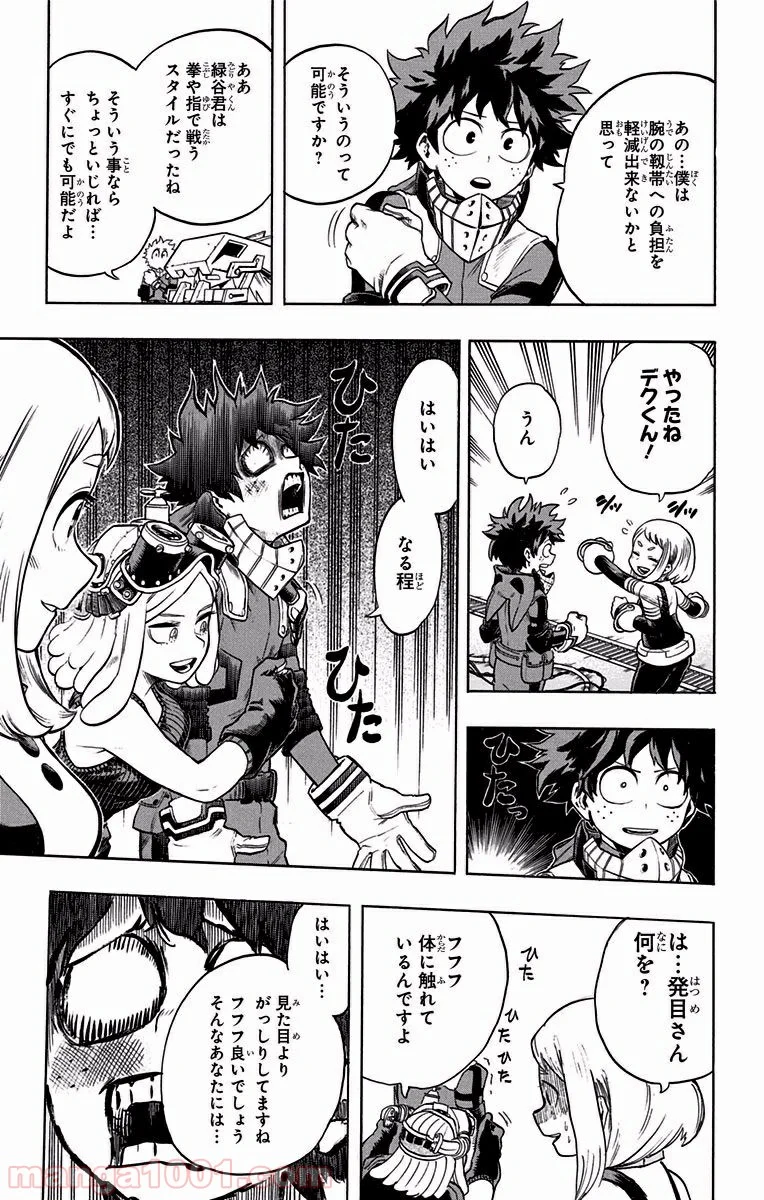 あの…僕は
腕の靱帯への負担を
軽減出来ないかと
思って
そういうのって
可能ですか？
ああ
緑谷君は
拳や指で戦う
スタイルだったね
そういう事なら
ちょっといじれば…
すぐにでも可能だよ
やったね
デクくん！
うん
ブンッ
ブンッ
ひたっ
はいはい
なる程
ひた
ひた
は…発目さん
何を？
フフフ
体に触れて
いるんですよ
ひた
ひたひた
はいはい…
見た目より
がっしりしてますね
フフフ良いでしょう
そんなあなたには…
manga1001.com